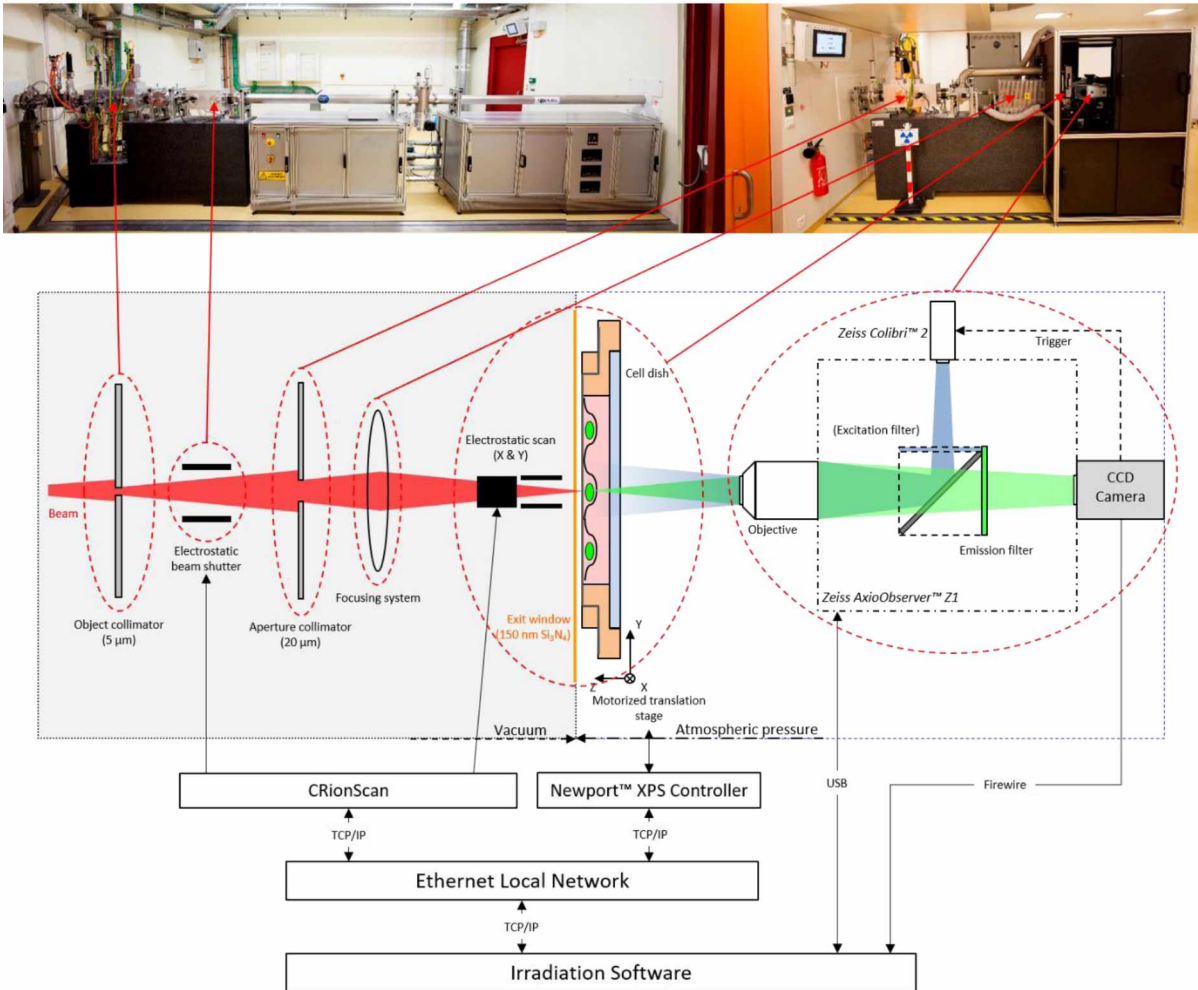 Zeiss Colibri™ 2
Trigger
Cell dish
(Excitation filter)
Electrostatic scan
(X & Y)
CCD
Camera
Beam
Objective
Electrostatic
beam shutter
Emission filter
Focusing system
Zeiss AxioObserver™ Z1
Object collimator
(5 µm)
Aperture collimator
(20 µm)
Exit window
(150 nm Si₃N₄)
Y
Z
X
Motorized translation
stage
Vacuum
Atmospheric pressure
CRionScan
Newport™ XPS Controller
USB
Firewire
TCP/IP
TCP/IP
Ethernet Local Network
TCP/IP
Irradiation Software